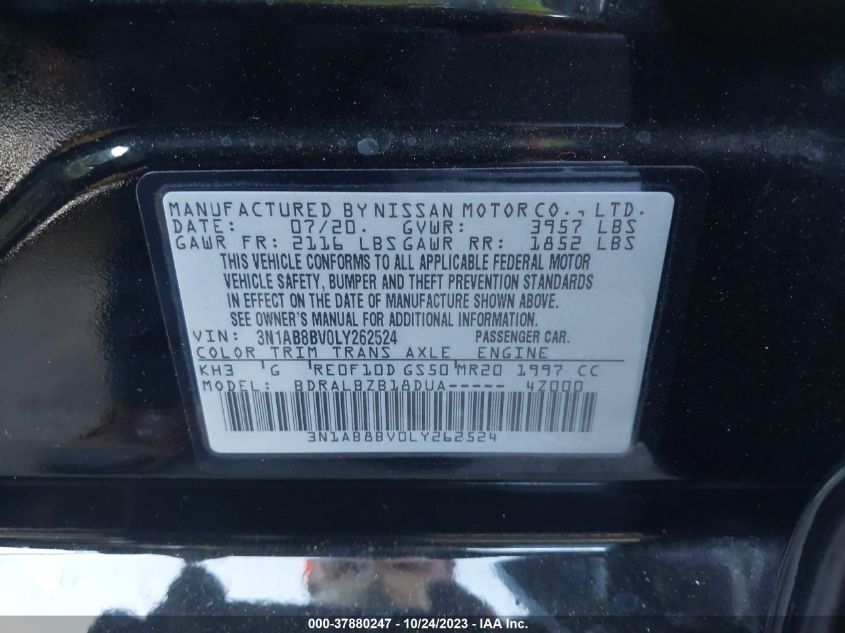 MANUFACTURED BY NISSAN MOTOR CO., LTD.
DATE: 07/20. GVWR: 3957 LBS
GAWR FR: 2116 LBS GAWR RR: 1852 LBS
THIS VEHICLE CONFORMS TO ALL APPLICABLE FEDERAL MOTOR
VEHICLE SAFETY, BUMPER AND THEFT PREVENTION STANDARDS
IN EFFECT ON THE DATE OF MANUFACTURE SHOWN ABOVE.
SEE OWNER'S MANUAL FOR ADDITIONAL INFORMATION.
VIN: 3N1AB8BV0LY262524 PASSENGER CAR.
COLOR TRIM TRANS AXLE ENGINE
KH3 G RE0F10D GS50 MR20 1997 CC
MODEL: BDRALBZB18DUA----- 4Z000
3N1AB8BV0LY262524
000-37880247 - 10/24/2023 - IAAI.com